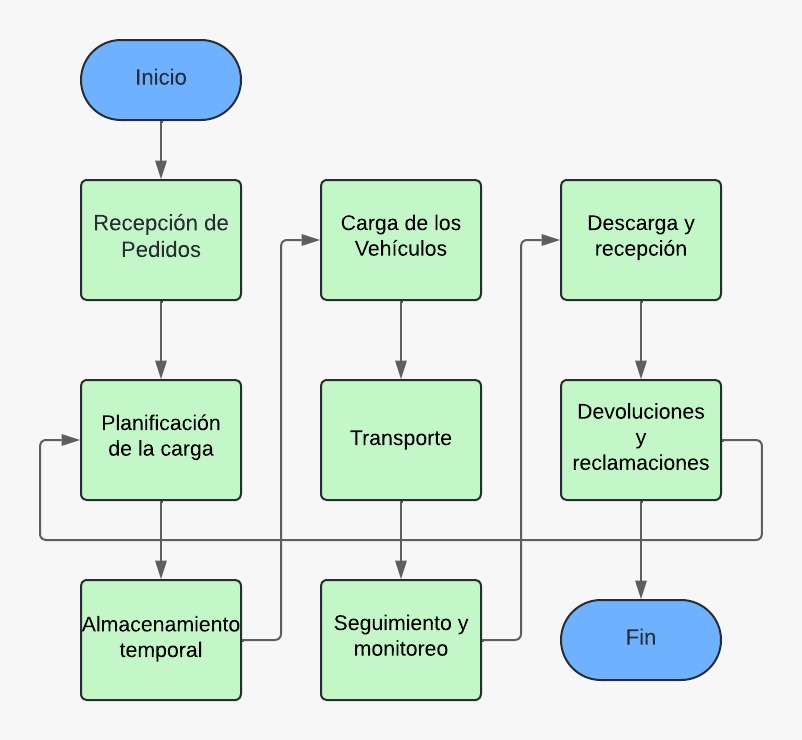 Inicio
Recepción de
Pedidos
Planificación
de la carga
Almacenamiento
temporal
Carga de los
Vehículos
Transporte
Seguimiento y
monitoreo
Descarga y
recepción
Devoluciones
y
reclamaciones
Fin